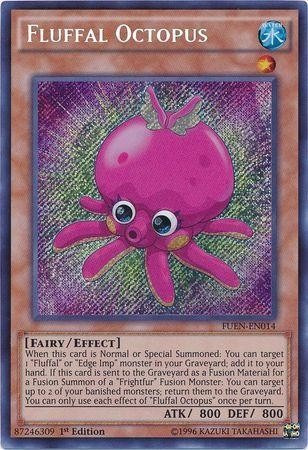 FLUFFAL OCTOPUS
WATER
水
FUEN-EN014
[FAIRY/EFFECT]
When this card is Normal or Special Summoned: You can target
1 "Fluffal" or "Edge Imp" monster in your Graveyard; add it to your
hand. If this card is sent to the Graveyard as a Fusion Material for
a Fusion Summon of a "Frightfur" Fusion Monster: You can target
up to 2 of your banished monsters; return them to the Graveyard.
You can only use each effect of "Fluffal Octopus" once per turn.
ATK/ 800 DEF/ 800
87246309 1st Edition ©1996 KAZUKI TAKAHASHI